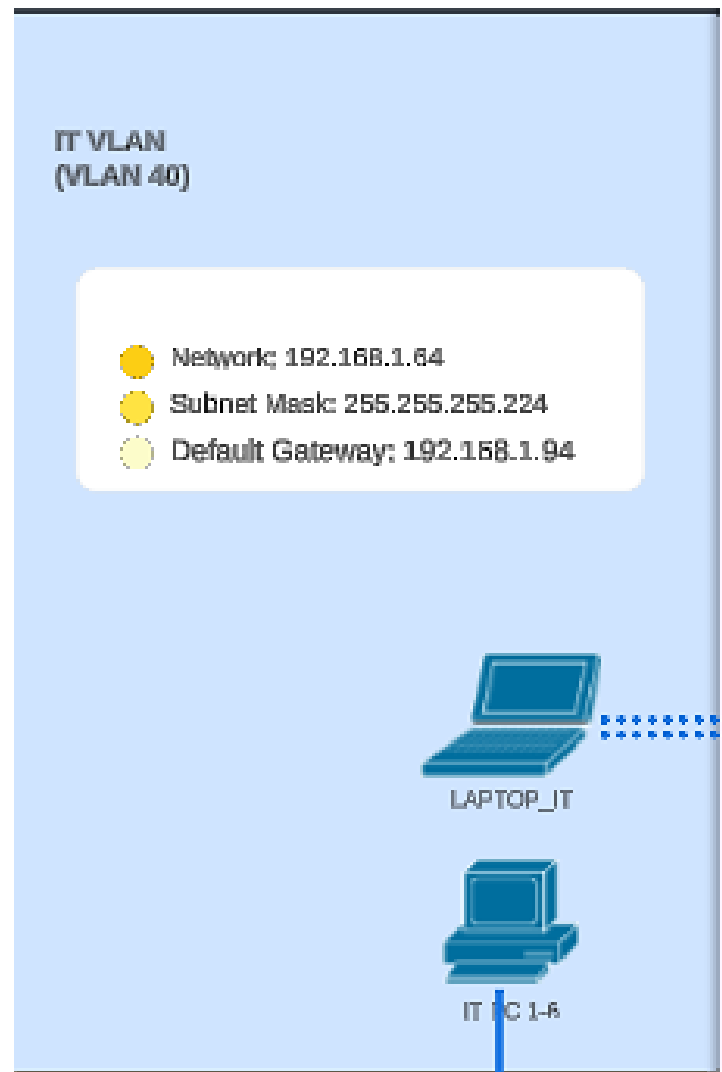 IT VLAN
(VLAN 40)
Network: 192.168.1.64
Subnet Mask: 255.255.255.224
Default Gateway: 192.168.1.94
LAPTOP_IT
IT PC 1-6